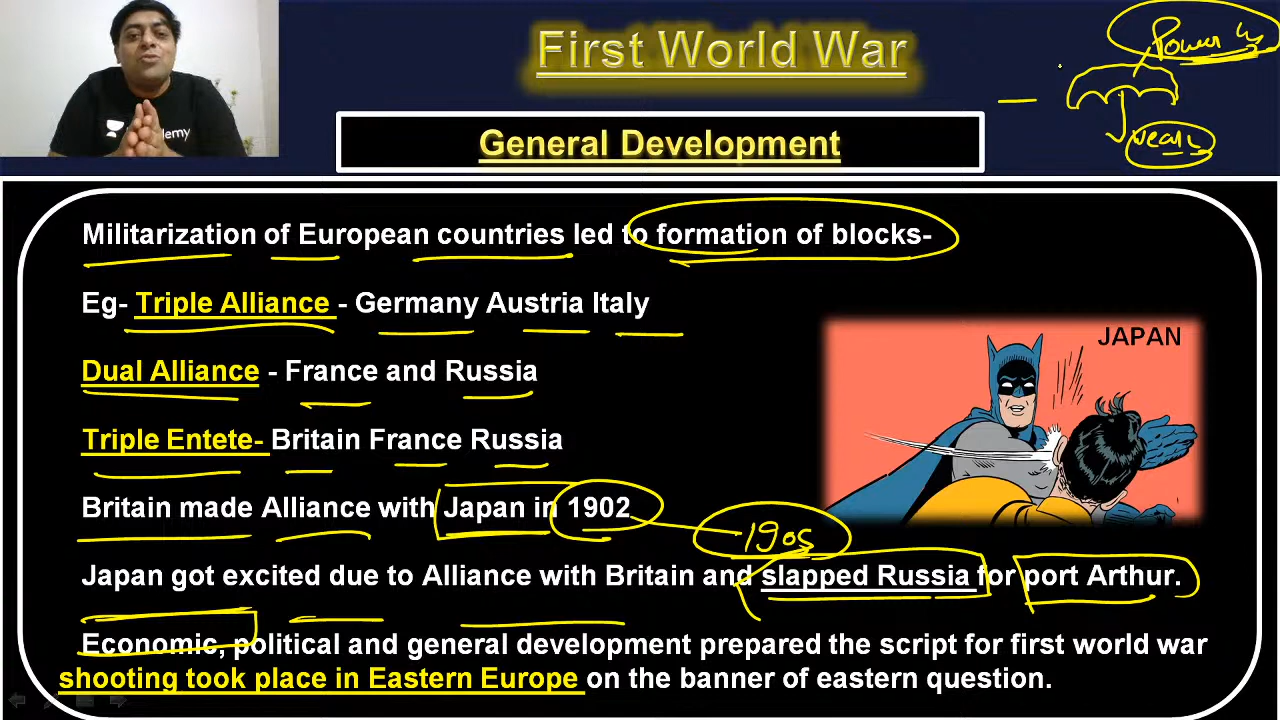 First World War
Power
General Development
weak
emy
Militarization of European countries led to formation of blocks-
Eg- Triple Alliance - Germany Austria Italy
JAPAN
Dual Alliance - France and Russia
Triple Entete- Britain France Russia
Britain made Alliance with Japan in 1902
1905
Japan got excited due to Alliance with Britain and slapped Russia for port Arthur.
Economic, political and general development prepared the script for first world war
shooting took place in Eastern Europe on the banner of eastern question.